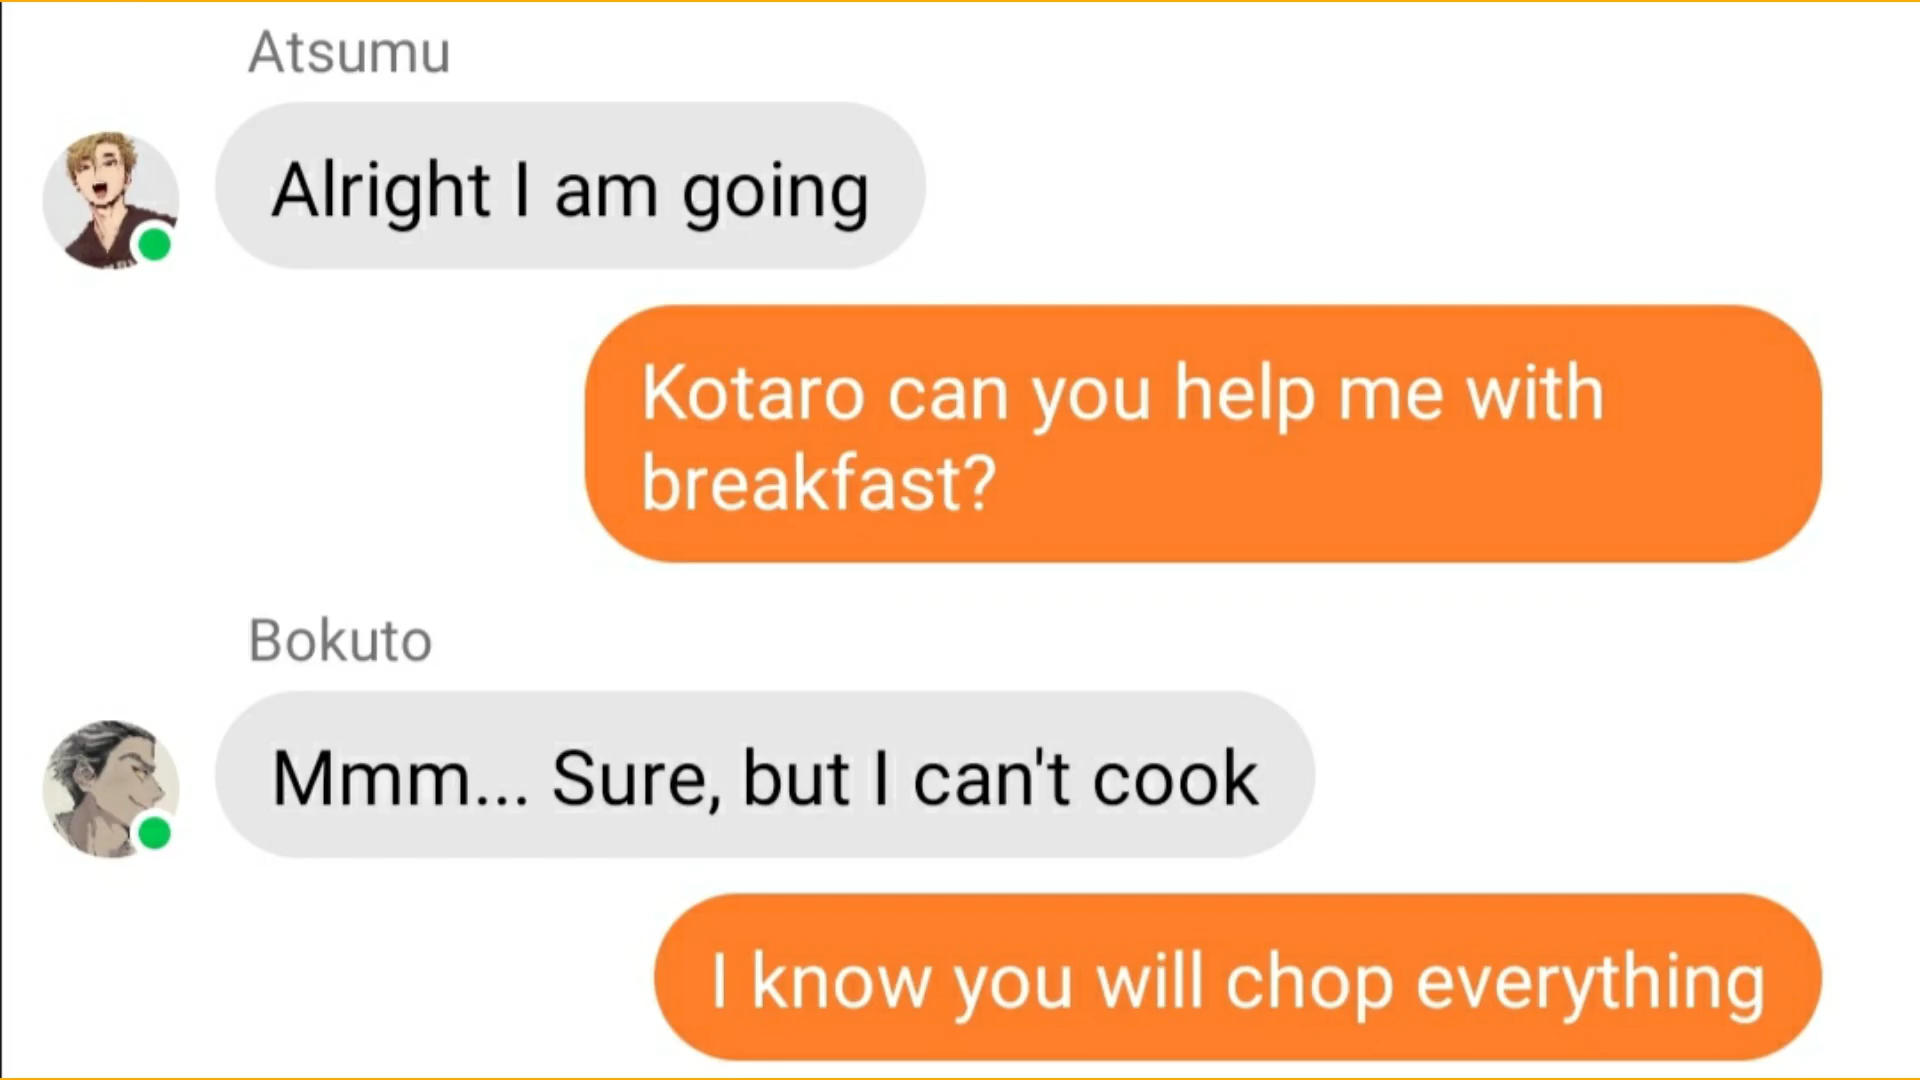 Atsumu
Alright I am going
Kotaro can you help me with
breakfast?
Bokuto
Mmm... Sure, but I can't cook
I know you will chop everything